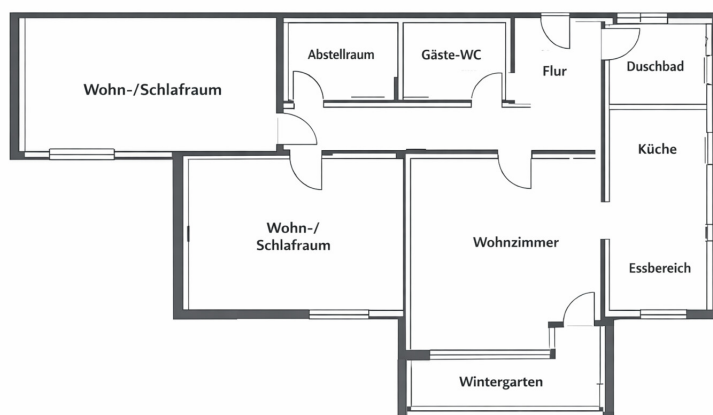 Abstellraum
Gäste-WC
Flur
Duschbad
Wohn-/Schlafraum
Küche
Wohn-/
Schlafraum
Wohnzimmer
Essbereich
Wintergarten